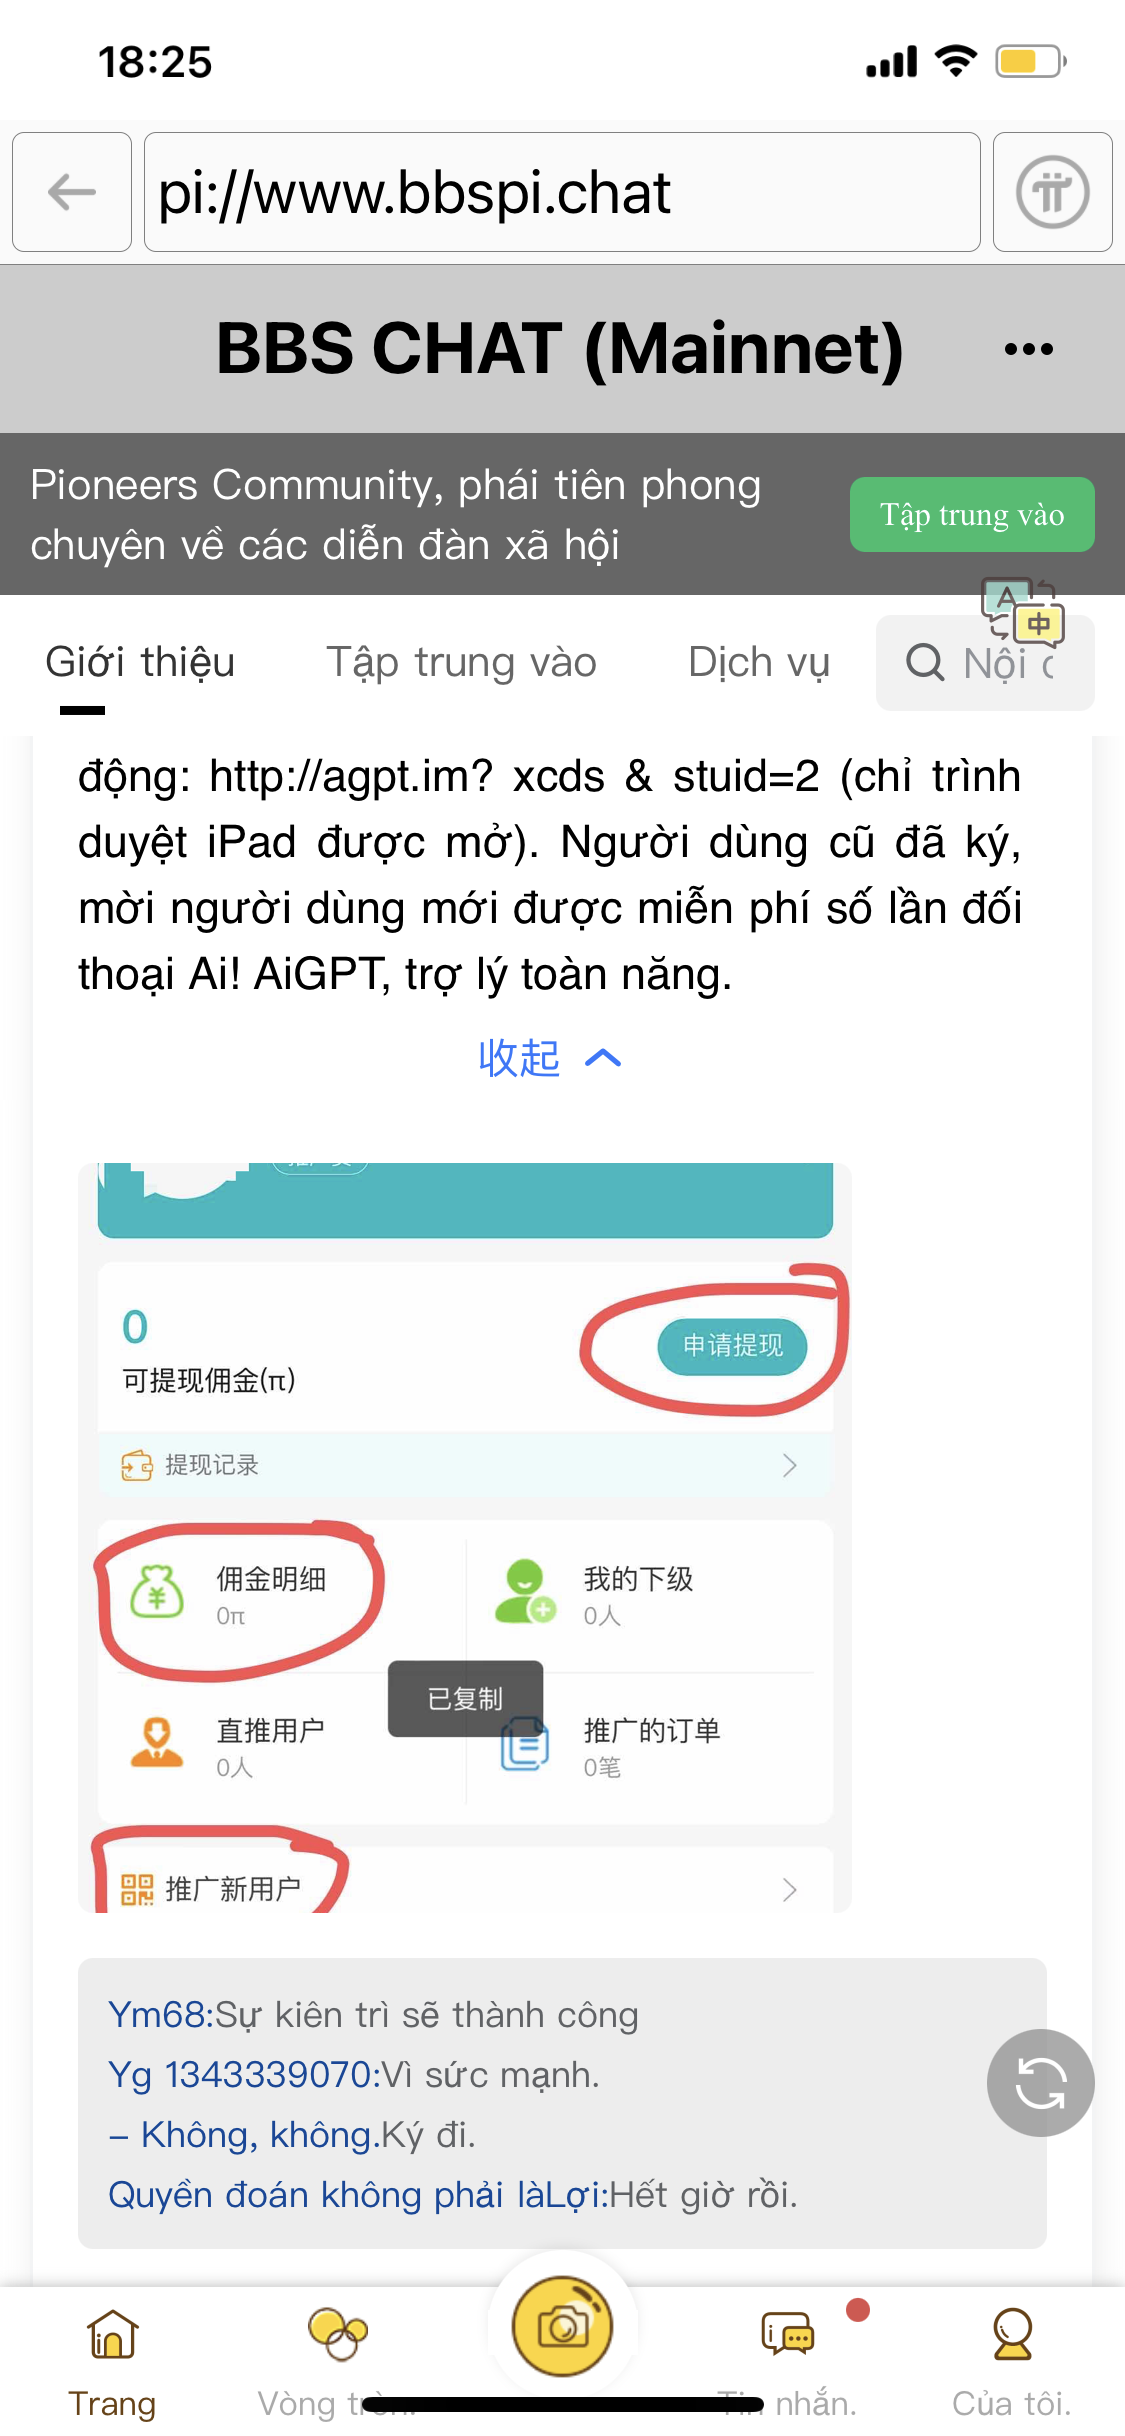 18:25
pi://www.bbspi.chat
BBS CHAT (Mainnet)
Pioneers Community, phái tiên phong
chuyên về các diễn đàn xã hội
Tập trung vào
Giới thiệu
Tập trung vào
Dịch vụ
Nội
A
中
động: http://agpt.im? xcds & stuid=2 (chỉ trình
duyệt iPad được mở). Người dùng cũ đã ký,
mời người dùng mới được miễn phí số lần đối
thoại Ai! AiGPT, trợ lý toàn năng.
收起
0
可提现佣金(π)
申请提现
提现记录
佣金明细
0π
我的下级
0人
已复制
直推用户
0人
推广的订单
0笔
推广新用户
Ym68:Sự kiên trì sẽ thành công
Yg 1343339070:Vì sức mạnh.
– Không, không.Ký đi.
Quyền đoán không phải làLợi:Hết giờ rồi.
Trang
Vòng
nhắn.
Của tôi.